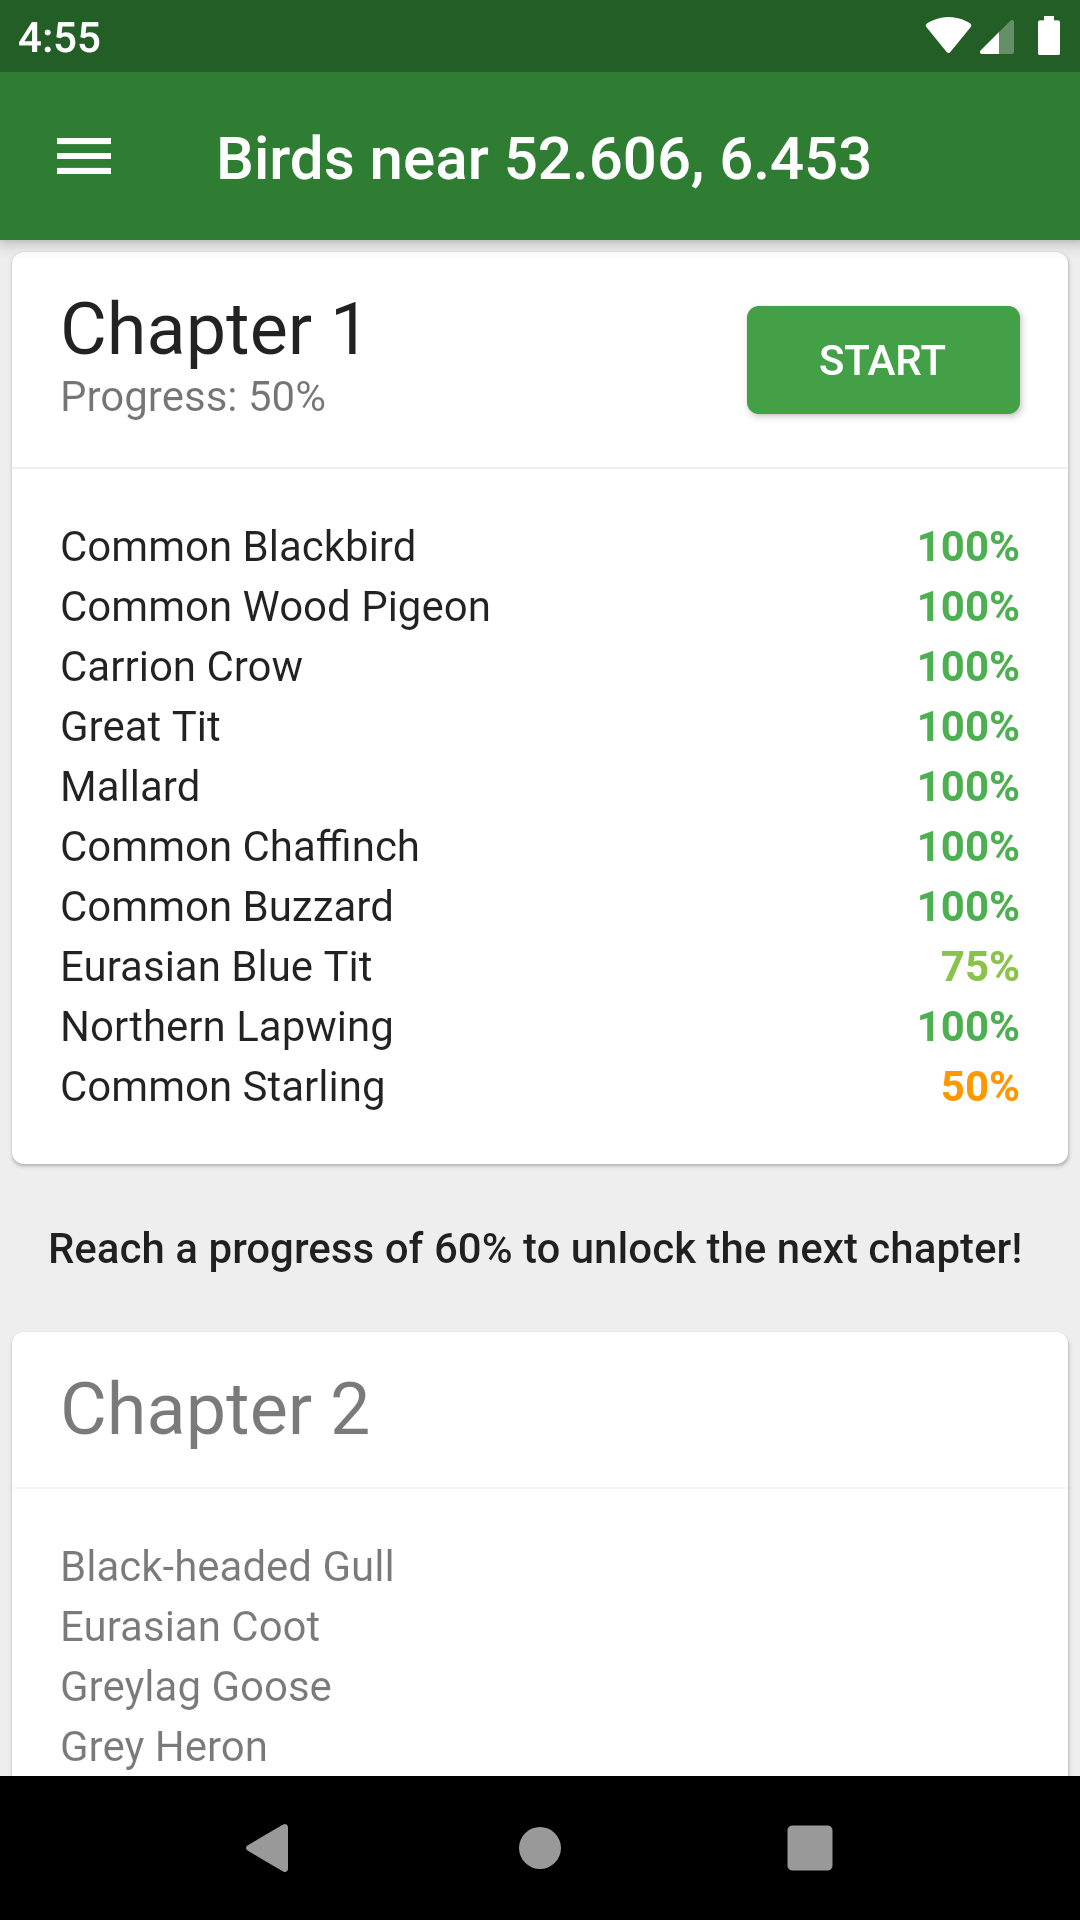 4:55
Birds near 52.606, 6.453
Chapter 1
Progress: 50%
START
Common Blackbird 100%
Common Wood Pigeon 100%
Carrion Crow 100%
Great Tit 100%
Mallard 100%
Common Chaffinch 100%
Common Buzzard 100%
Eurasian Blue Tit 75%
Northern Lapwing 100%
Common Starling 50%
Reach a progress of 60% to unlock the next chapter!
Chapter 2
Black-headed Gull
Eurasian Coot
Greylag Goose
Grey Heron